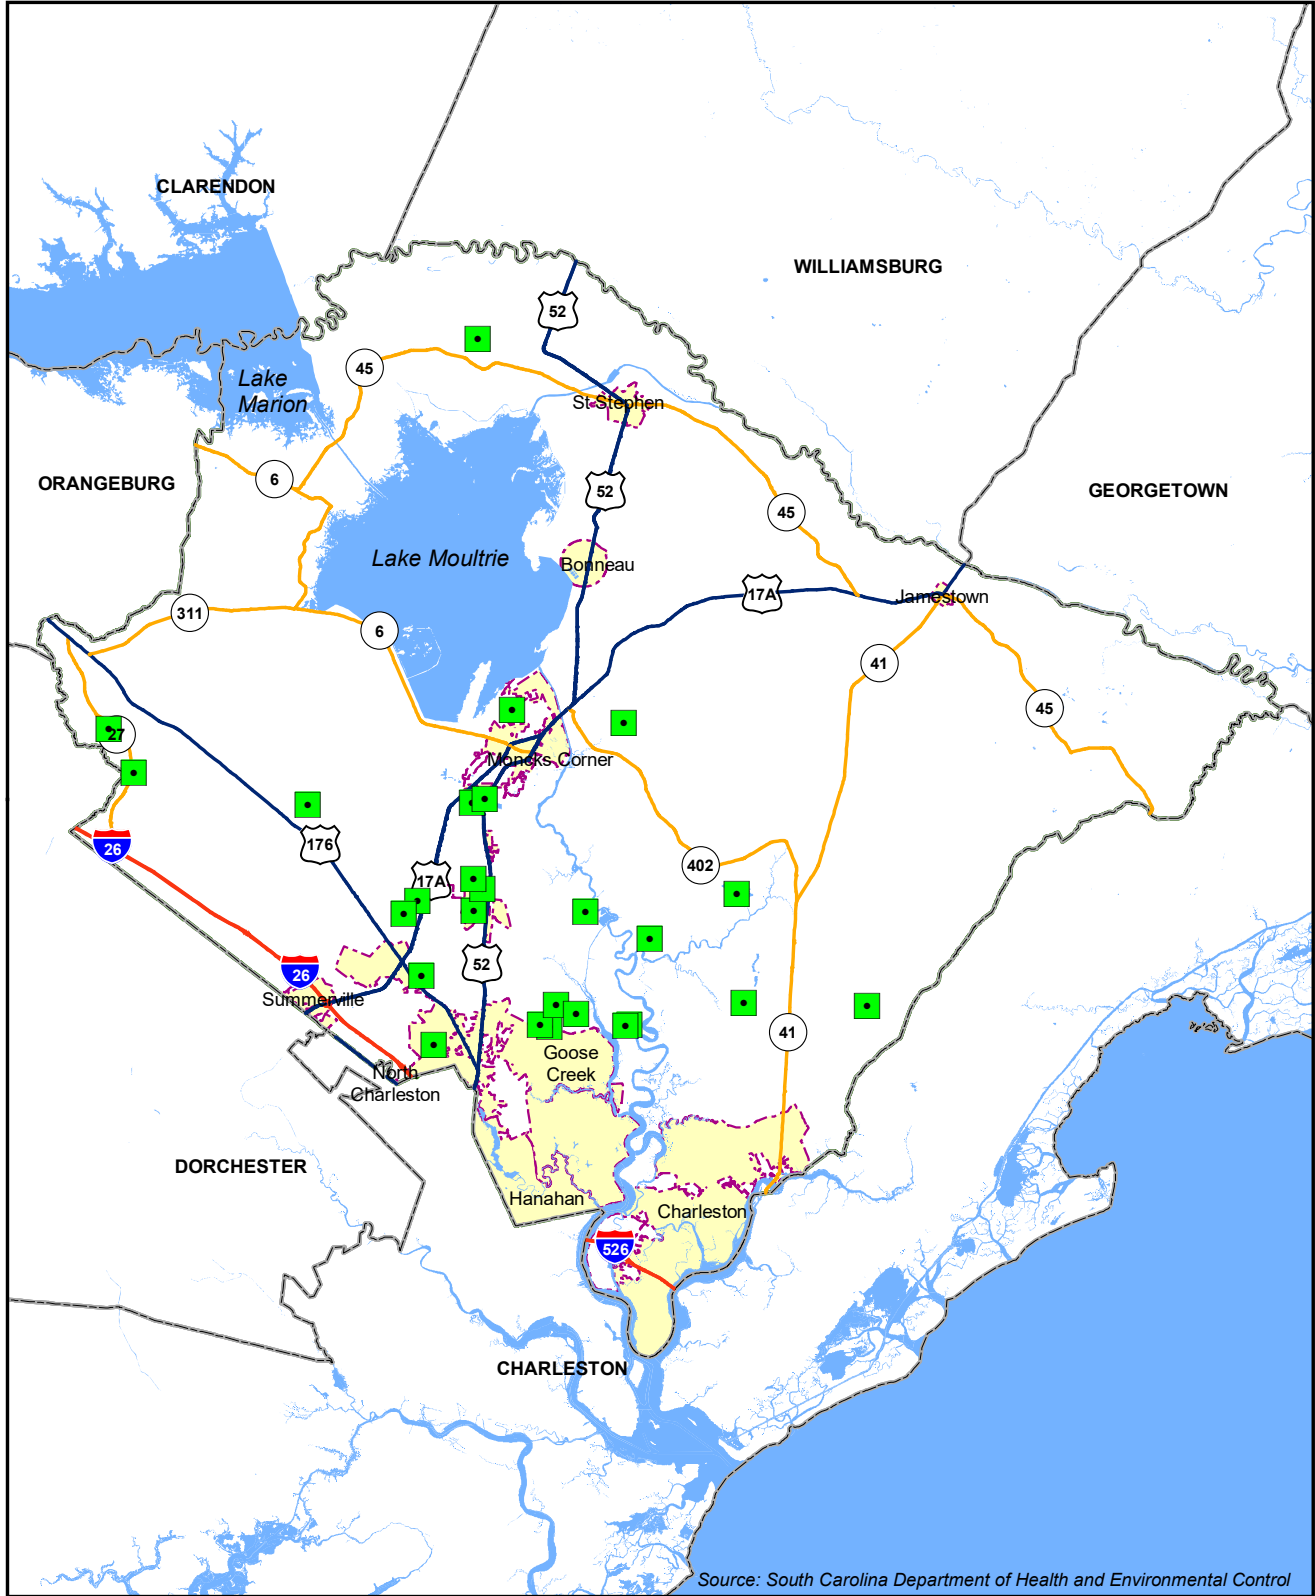 CLARENDON
WILLIAMSBURG
52
45
Lake
Marion
St Stephen
6
ORANGEBURG
52
GEORGETOWN
45
Lake Moultrie
Bonneau
17A
Jamestown
311
6
41
45
27
Moncks Corner
26
176
402
17A
52
26
Summerville
41
Goose
Creek
North
Charleston
DORCHESTER
Hanahan
Charleston
526
CHARLESTON
Source: South Carolina Department of Health and Environmental Control